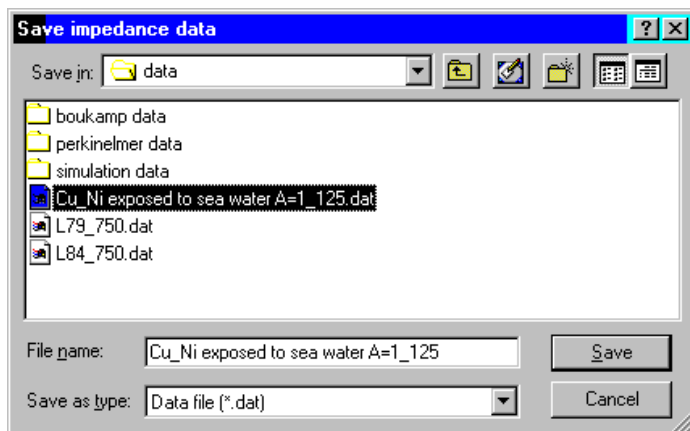 Save impedance data
Save in: data
boukamp data
perkinelmer data
simulation data
Cu_Ni exposed to sea water A=1_125.dat
L79_750.dat
L84_750.dat
File name: Cu_Ni exposed to sea water A=1_125 Save
Save as type: Data file (*.dat) Cancel